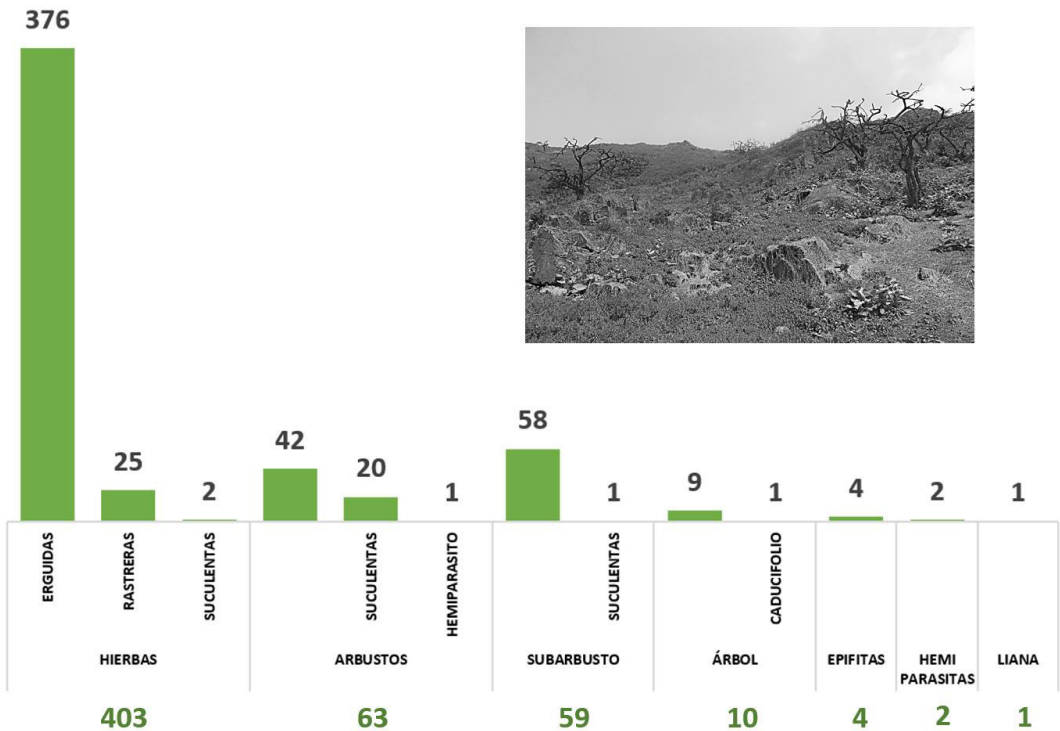 376
25
2
42
20
1
58
1
9
1
4
2
1
ERGUIDAS
RASTRERAS
SUCULENTAS
SUCULENTAS
HEMIPARASITO
SUCULENTAS
CADUCIFOLIO
HIERBAS
ARBUSTOS
SUBARBUSTO
ÁRBOL
EPIFITAS
HEMI
PARASITAS
LIANA
403
63
59
10
4
2
1